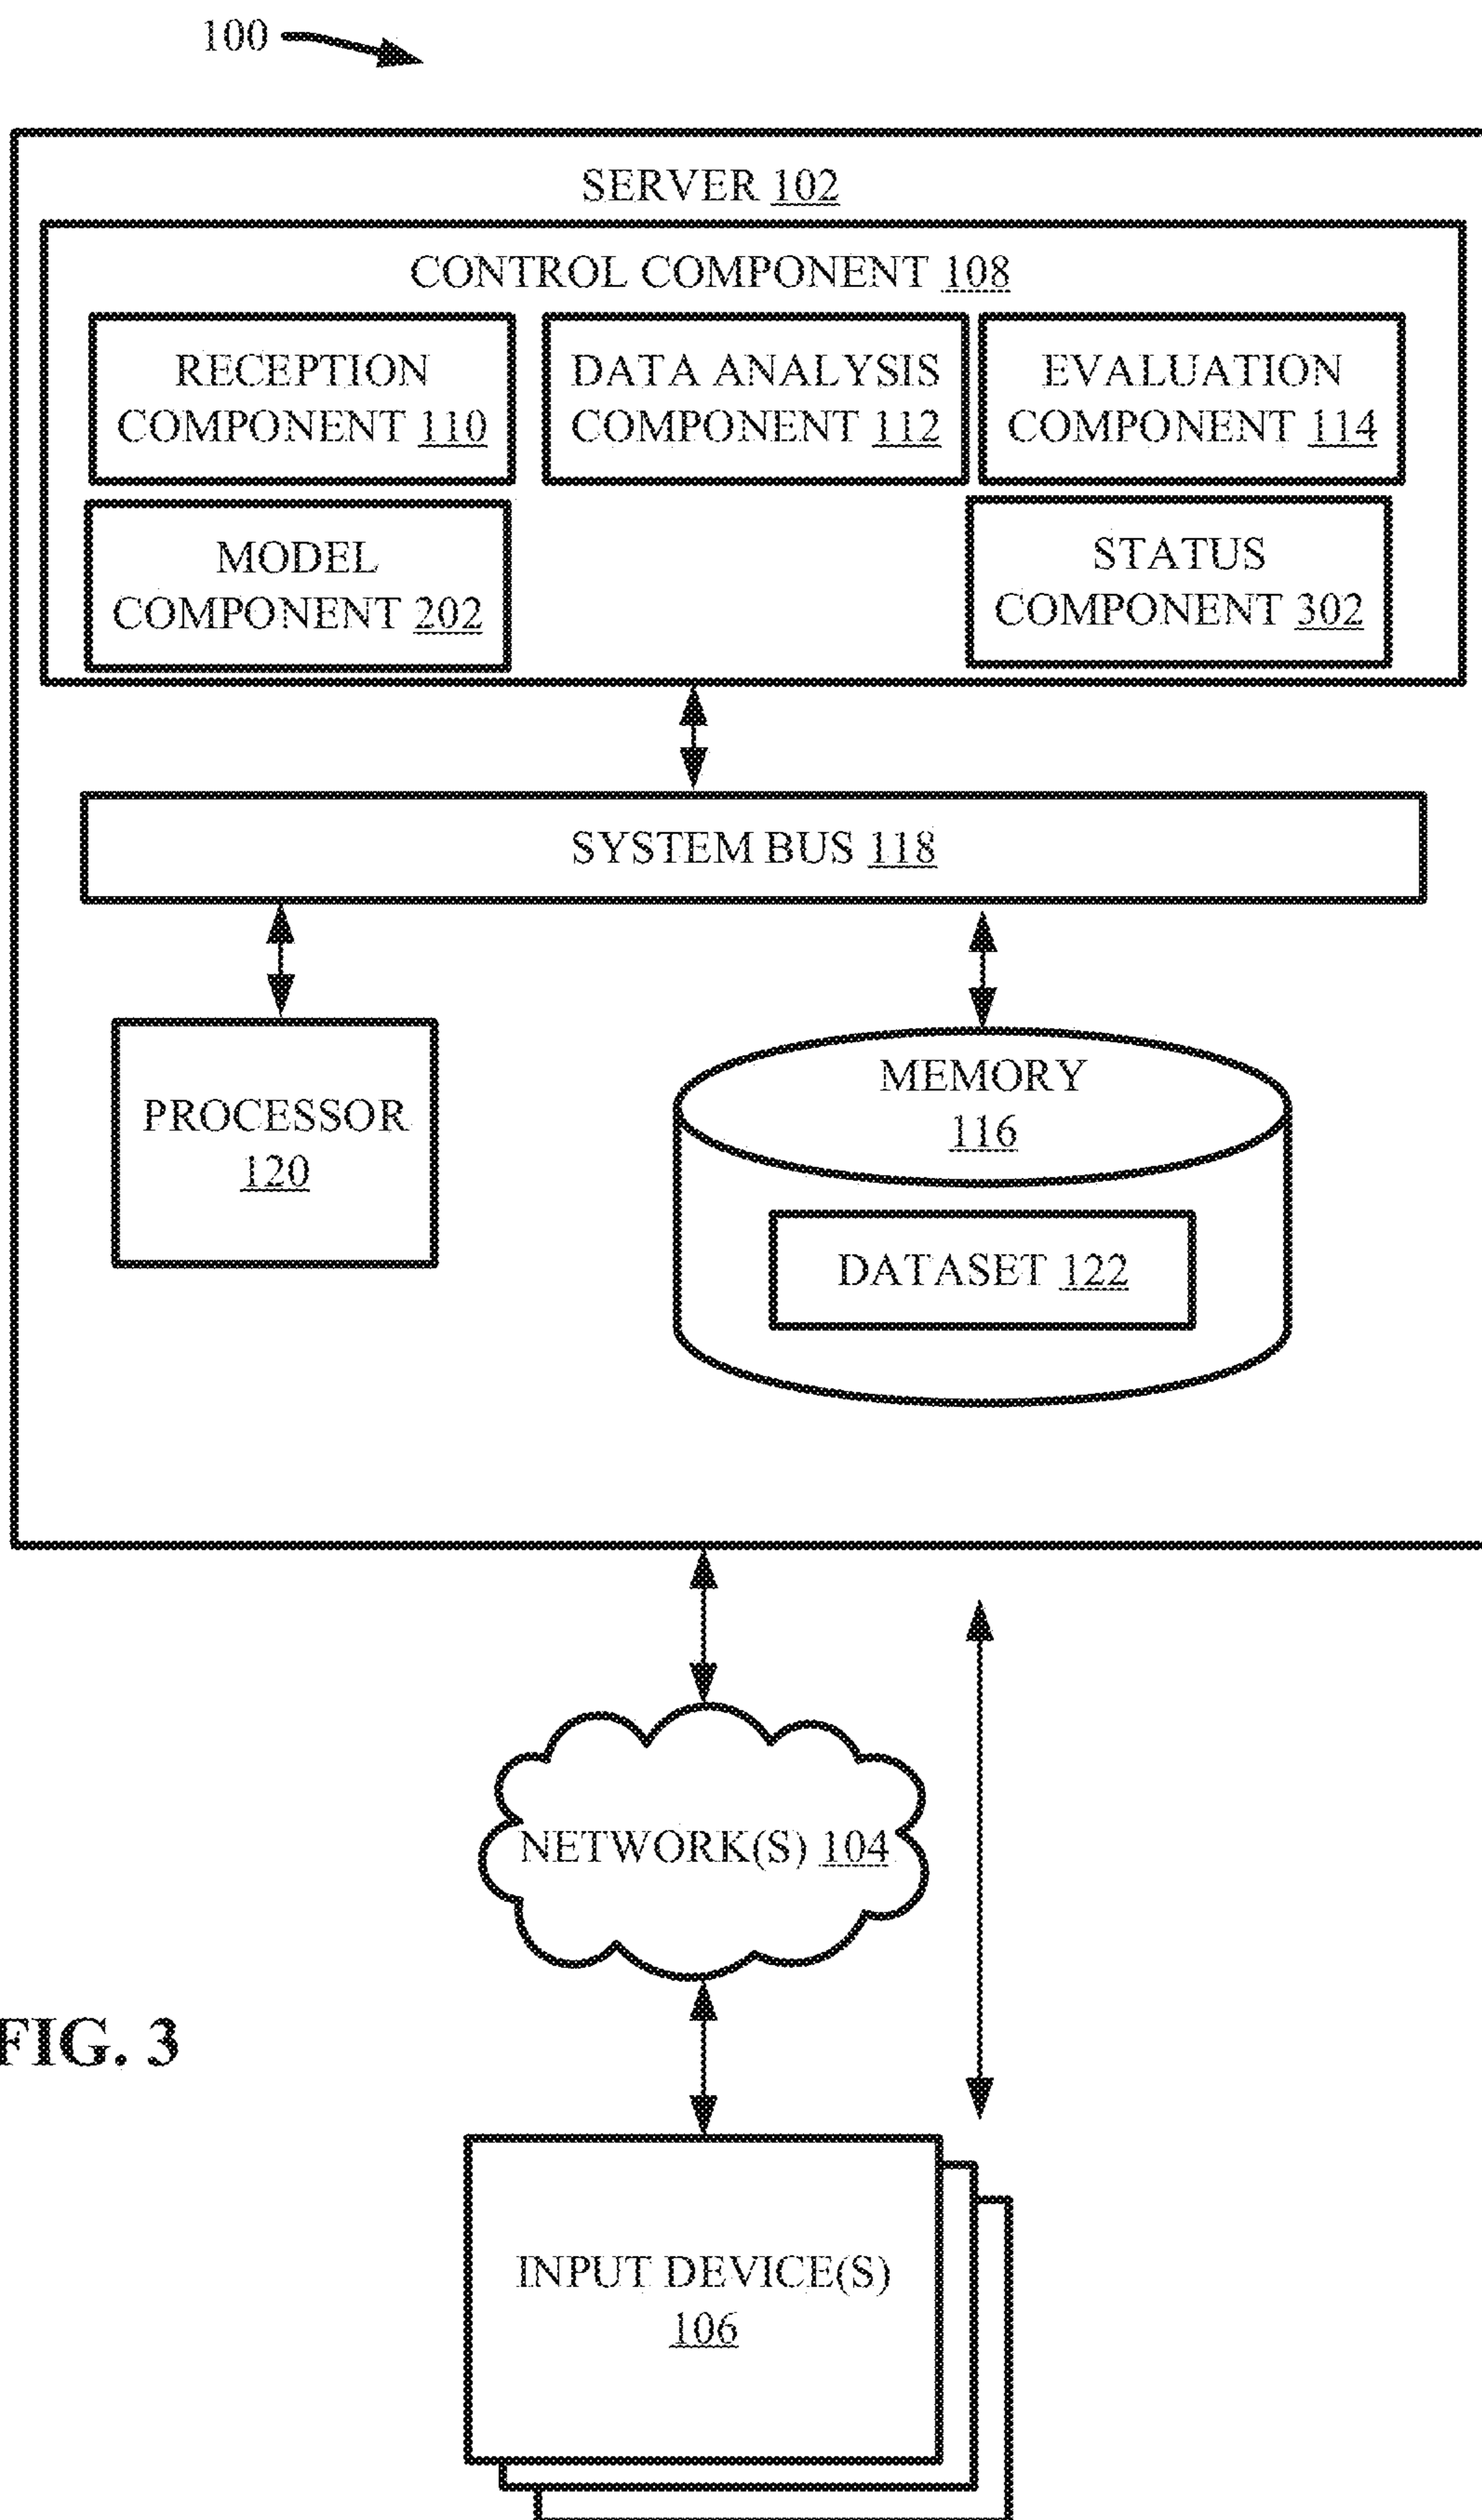 100
SERVER 102
CONTROL COMPONENT 108
RECEPTION
COMPONENT 110
DATA ANALYSIS
COMPONENT 112
EVALUATION
COMPONENT 114
MODEL
COMPONENT 202
STATUS
COMPONENT 302
SYSTEM BUS 118
PROCESSOR
120
MEMORY
116
DATASET 122
NETWORK(S) 104
FIG. 3
INPUT DEVICE(S)
106